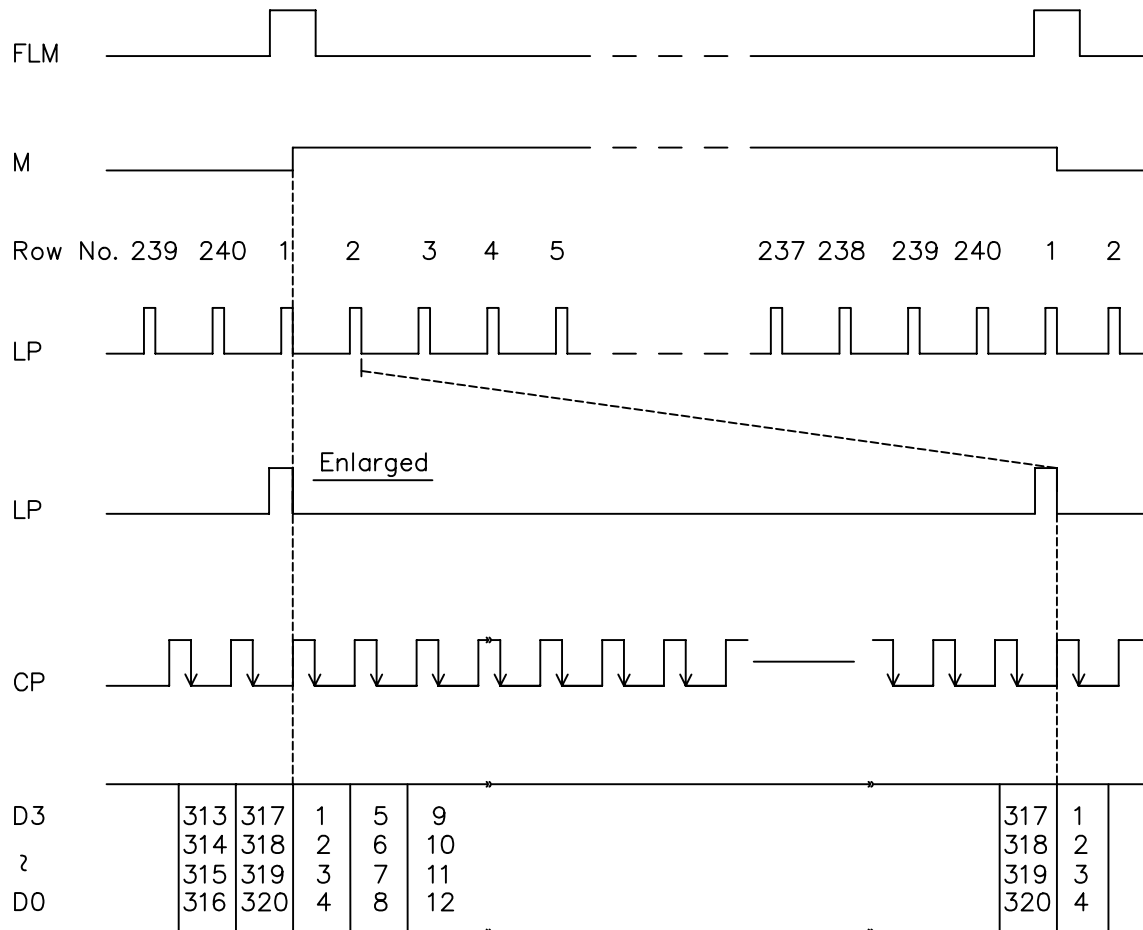 FLM
M
Row No. 239 240 1 2 3 4 5 237 238 239 240 1 2
LP
Enlarged
LP
CP
D3 313 317 1 5 9 317 1
314 318 2 6 10 318 2
~ 315 319 3 7 11 319 3
D0 316 320 4 8 12 320 4